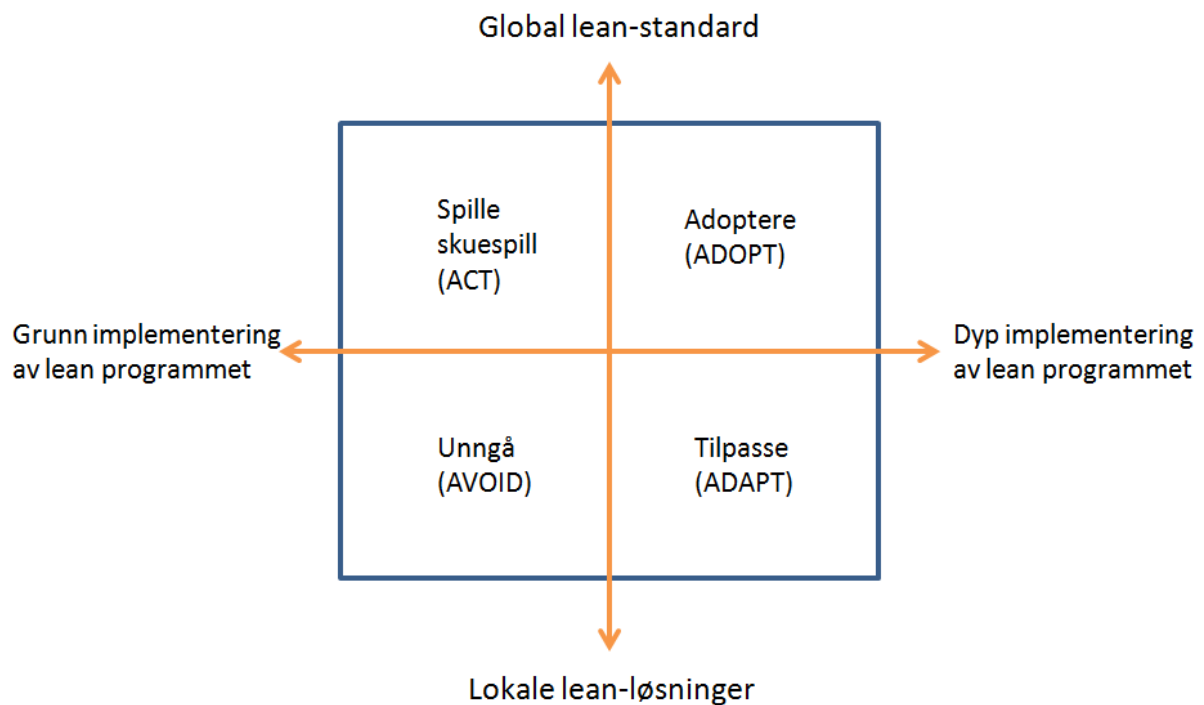 Global lean-standard
Spille
skuespill
(ACT)
Adoptere
(ADOPT)
Grunn implementering
av lean programmet
Dyp implementering
av lean programmet
Unngå
(AVOID)
Tilpasse
(ADAPT)
Lokale lean-løsninger